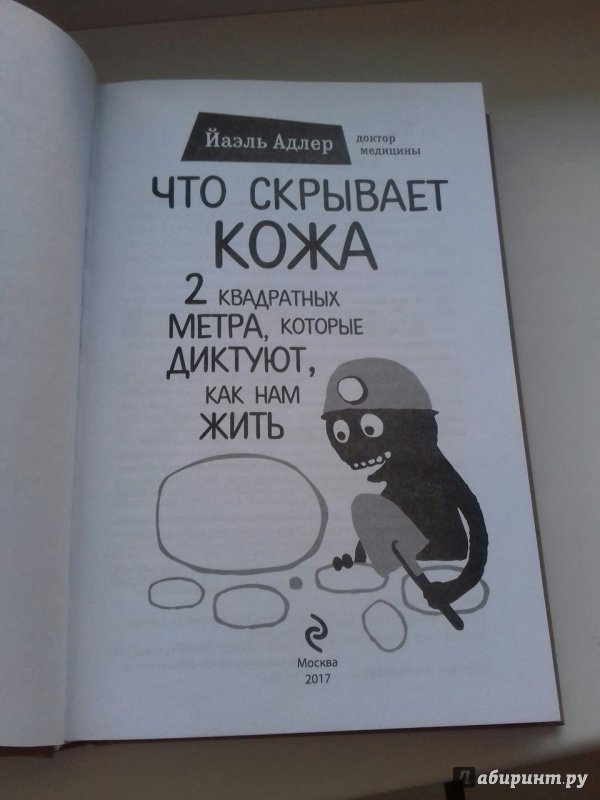 Йаэль Адлер
доктор
медицины
ЧТО СКРЫВАЕТ
КОЖА
2 КВАДРАТНЫХ
МЕТРА, КОТОРЫЕ
ДИКТУЮТ,
КАК НАМ
ЖИТЬ
Москва
2017
Лабиринт.ру